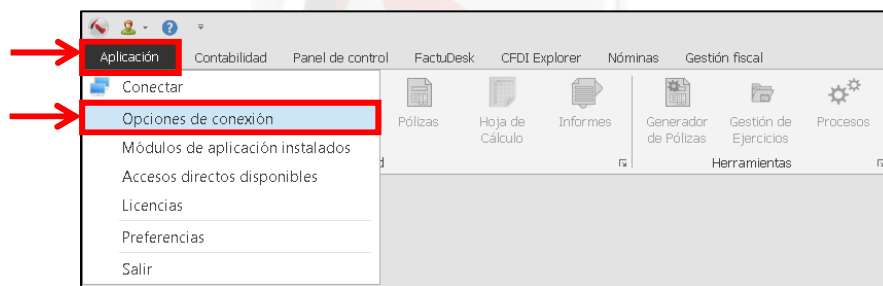 Aplicación Contabilidad Panel de control FactuDesk CFDI Explorer Nóminas Gestión fiscal
Conectar
Opciones de conexión
Módulos de aplicación instalados
Accesos directos disponibles
Licencias
Preferencias
Salir
Pólizas Hoja de Informes Generador Gestión de Procesos
Cálculo de Pólizas Ejercicios
Herramientas